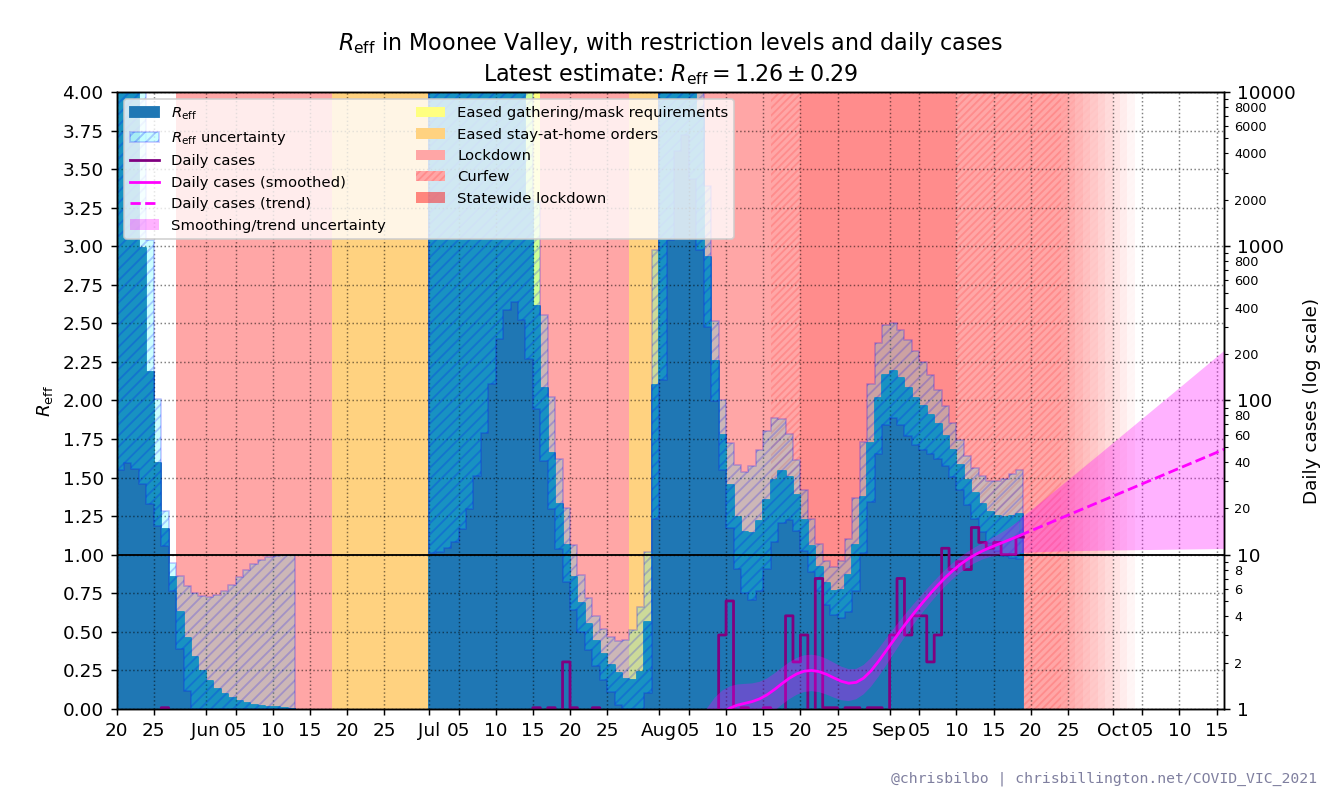 Reff in Moonee Valley, with restriction levels and daily cases
Latest estimate: Reff = 1.26 ± 0.29
Reff
Reff uncertainty
Daily cases
Daily cases (smoothed)
Daily cases (trend)
Smoothing/trend uncertainty
Eased gathering/mask requirements
Eased stay-at-home orders
Lockdown
Curfew
Statewide lockdown
Reff
4.00
3.75
3.50
3.25
3.00
2.75
2.50
2.25
2.00
1.75
1.50
1.25
1.00
0.75
0.50
0.25
0.00
10000
8000
6000
4000
2000
1000
800
600
400
200
100
80
60
40
20
10
8
6
4
2
1
Daily cases (log scale)
20 25 Jun 05 10 15 20 25 Jul 05 10 15 20 25 Aug 05 10 15 20 25 Sep 05 10 15 20 25 Oct 05 10 15
@chrisbilbo | chrisbillington.net/COVID_VIC_2021